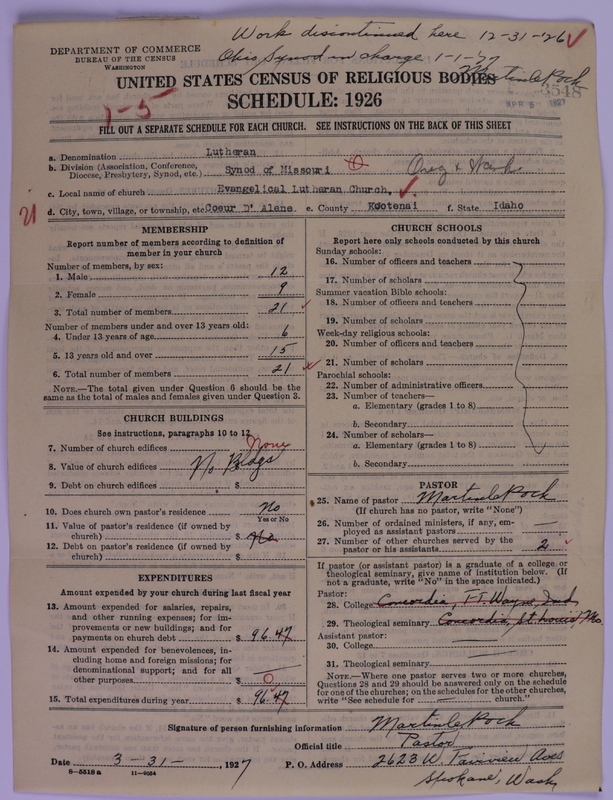 Work discontinued here 12-31-'26
Ohio Synod in charge 1-1-'27
DEPARTMENT OF COMMERCE
BUREAU OF THE CENSUS
WASHINGTON
UNITED STATES CENSUS OF RELIGIOUS BODIES
SCHEDULE: 1926
3548
APR 5 1927
1-5
FILL OUT A SEPARATE SCHEDULE FOR EACH CHURCH. SEE INSTRUCTIONS ON THE BACK OF THIS SHEET
a. Denomination Lutheran
b. Division (Association, Conference, Diocese, Presbytery, Synod, etc.) Synod of Missouri Oreg & Wash
c. Local name of church Evangelical Lutheran Church.
d. City, town, village, or township, etc. Coeur D' Alene e. County Kootenai f. State Idaho
MEMBERSHIP
Report number of members according to definition of
member in your church
Number of members, by sex:
1. Male 12
2. Female 9
3. Total number of members 21
Number of members under and over 13 years old:
4. Under 13 years of age 6
5. 13 years old and over 15
6. Total number of members 21
NOTE.—The total given under Question 6 should be
same as the total of males and females given under Question 3.
CHURCH BUILDINGS
See instructions, paragraphs 10 to 12
7. Number of church edifices None
8. Value of church edifices No Bldgs
9. Debt on church edifices $
10. Does church own pastor's residence No
Yes or No
11. Value of pastor's residence (if owned by
church) $ No
12. Debt on pastor's residence (if owned by
church) $
EXPENDITURES
Amount expended by your church during last fiscal year
13. Amount expended for salaries, repairs,
and other running expenses; for im-
provements or new buildings; and for
payments on church debt $ 96.47
14. Amount expended for benevolences, in-
cluding home and foreign missions; for
denominational support; and for all
other purposes $ 0
15. Total expenditures during year $ 96.47
CHURCH SCHOOLS
Report here only schools conducted by this church
Sunday schools:
16. Number of officers and teachers
17. Number of scholars
Summer vacation Bible schools:
18. Number of officers and teachers
19. Number of scholars
Week-day religious schools:
20. Number of officers and teachers
21. Number of scholars
Parochial schools:
22. Number of administrative officers
23. Number of teachers—
a. Elementary (grades 1 to 8)
b. Secondary
24. Number of scholars—
a. Elementary (grades 1 to 8)
b. Secondary
PASTOR
25. Name of pastor
(If church has no pastor, write "None")
26. Number of ordained ministers, if any, em-
ployed as assistant pastors —
27. Number of other churches served by the
pastor or his assistants 2
If pastor (or assistant pastor) is a graduate of a college or
theological seminary, give name of institution below. (If
not a graduate, write "No" in the space indicated.)
Pastor:
28. College Concordia, Ft. Wayne, Ind
29. Theological seminary Concordia, St Louis Mo
Assistant pastor:
30. College
31. Theological seminary
NOTE.—Where one pastor serves two or more churches,
Questions 28 and 29 should be answered only on the schedule
for one of the churches; on the schedules for the other churches,
write "See schedule for — church."
Signature of person furnishing information
Official title Pastor
Date 3-31-, 1927 P. O. Address 2623 W. Fairview Ave
8-5518a 11-9054
Spokane, Wash.